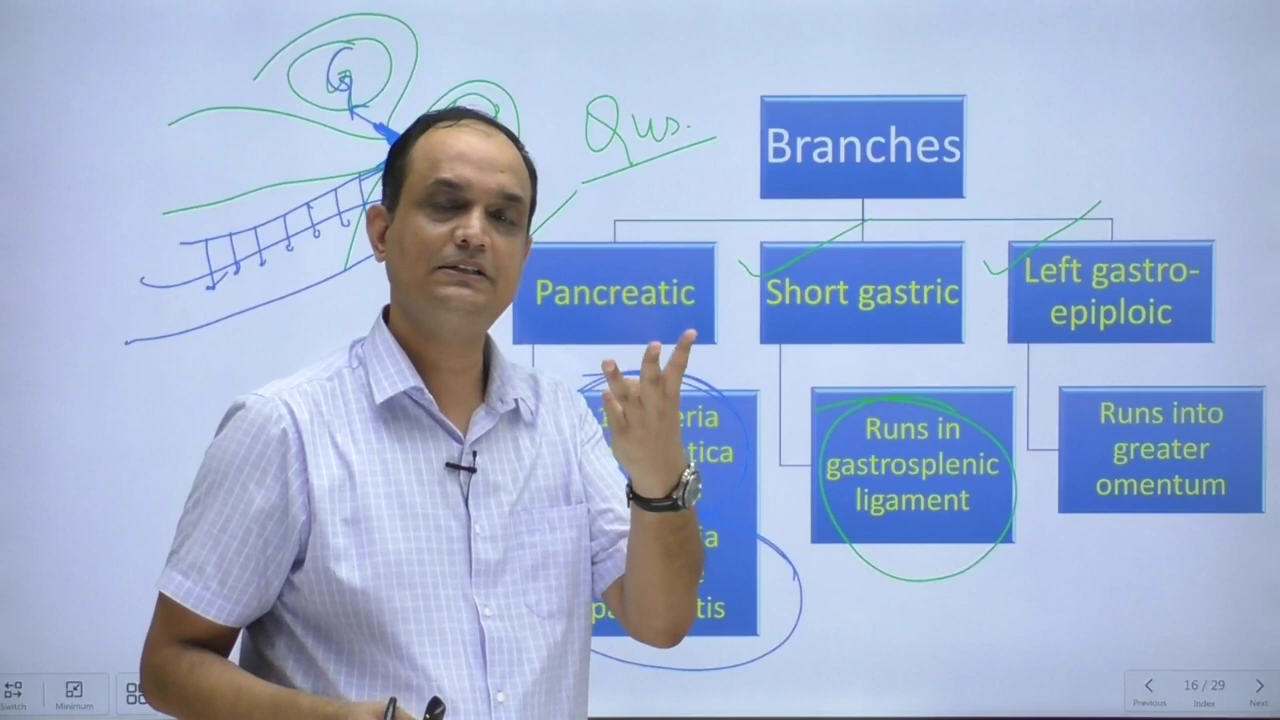 Qus.
Branches
Pancreatic
Short gastric
Left gastro-
epiploic
Runs in
gastrosplenic
ligament
Runs into
greater
omentum
Switch
Minimum
Previous
16 / 29
Index
Next